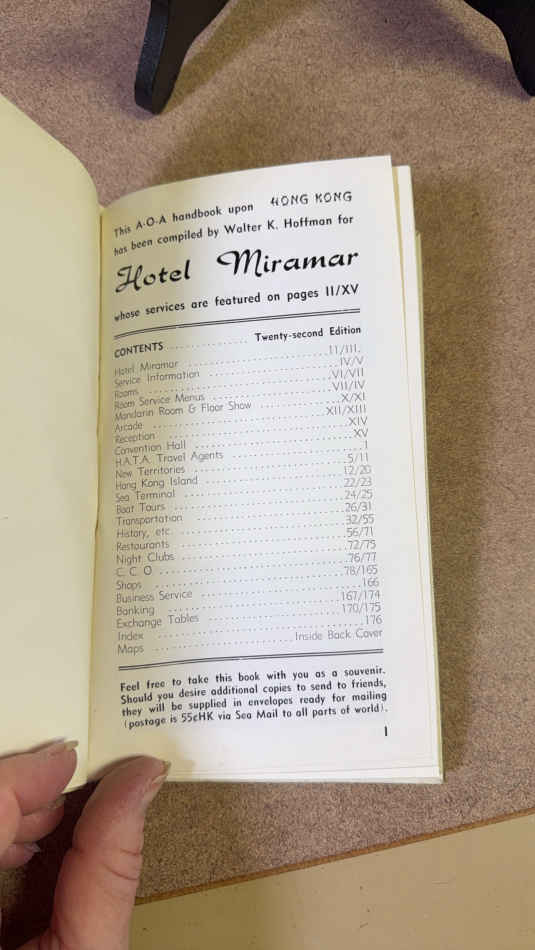 This A-O-A handbook upon HONG KONG
has been compiled by Walter K. Hoffman for
Hotel Miramar
whose services are featured on pages II/XV
CONTENTS ................ Twenty-second Edition
Hotel Miramar ........................ II/III.
Service Information ........................ IV/V
Rooms ........................ VI/VII
Room Service Menus ........................ VII/IV
Mandarin Room & Floor Show ................ X/XI
Arcade ........................ XII/XIII
Reception ........................ XIV
Convention Hall ........................ XV
H.A.T.A. Travel Agents ........................ 1
New Territories ........................ 5/11
Hong Kong Island ........................ 12/20
Sea Terminal ........................ 22/23
Boat Tours ........................ 24/25
Transportation ........................ 26/31
History, etc. ........................ 32/55
Restaurants ........................ 56/71
Night Clubs ........................ 72/75
C. C. O. ........................ 76/77
Shops ........................ 78/165
Business Service ........................ 166
Banking ........................ 167/174
Exchange Tables ........................ 170/175
Index ........................ 176
Maps ........................ Inside Back Cover
Feel free to take this book with you as a souvenir.
Should you desire additional copies to send to friends,
they will be supplied in envelopes ready for mailing
(postage is 55¢HK via Sea Mail to all parts of world).
I